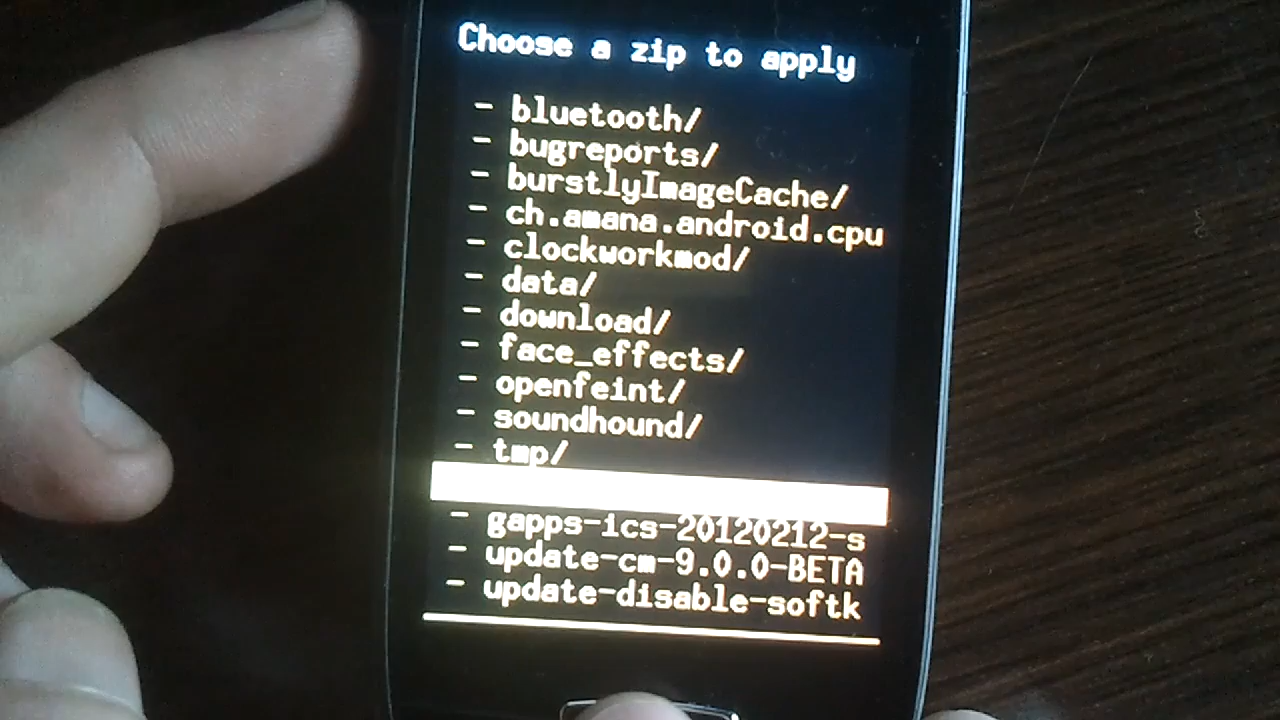 Choose a zip to apply
- bluetooth/
- bugreports/
- burstlyImageCache/
- ch.amana.android.cpu
- clockworkmod/
- data/
- download/
- face_effects/
- openfeint/
- soundhound/
- tmp/
- gapps-ics-20120212-s
- update-cm-9.0.0-BETA
- update-disable-softk